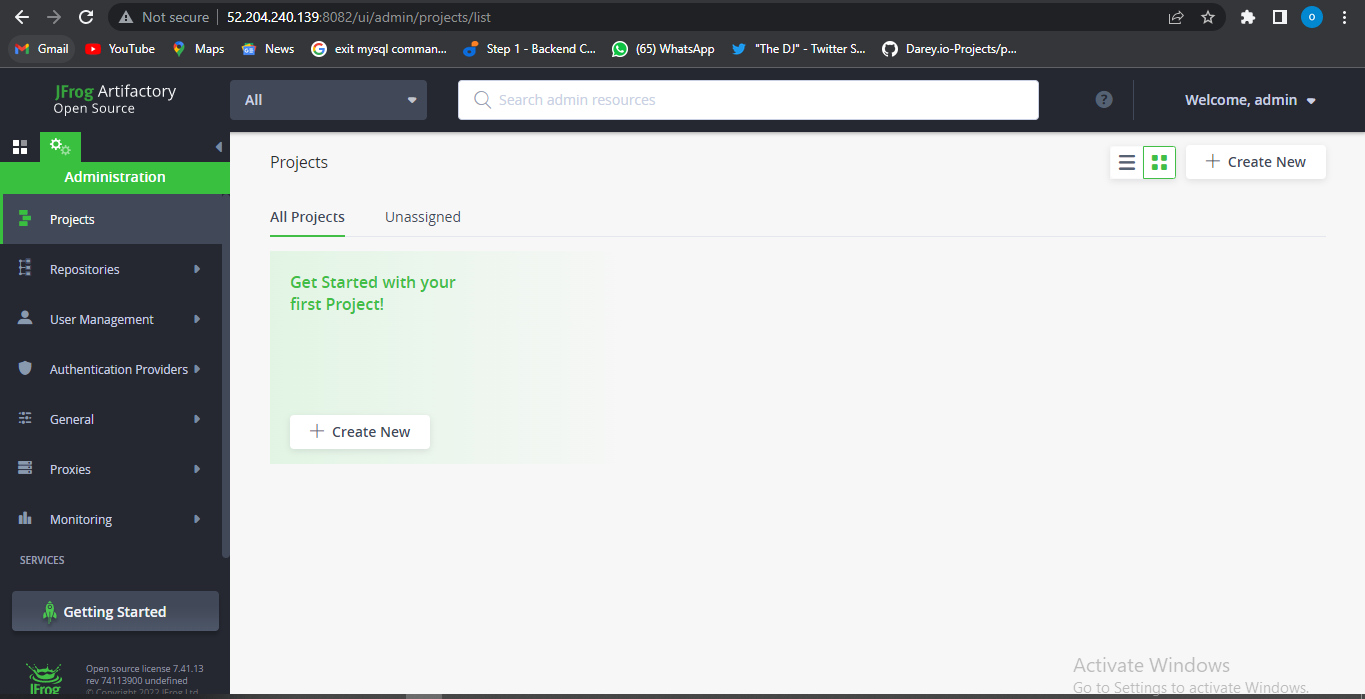 Not secure
52.204.240.139:8082/ui/admin/projects/list
o
Gmail
YouTube
Maps
News
exit mysql comman...
Step 1 - Backend C...
(65) WhatsApp
"The DJ" - Twitter S...
Darey.io-Projects/p...
JFrog Artifactory
Open Source
All
Search admin resources
?
Welcome, admin
Administration
Projects
Repositories
User Management
Authentication Providers
General
Proxies
Monitoring
SERVICES
Getting Started
JFrog
Open source license 7.41.13
rev 74113900 undefined
© Copyright 2022 JFrog Ltd
Projects
Create New
All Projects
Unassigned
Get Started with your
first Project!
Create New
Activate Windows
Go to Settings to activate Windows.